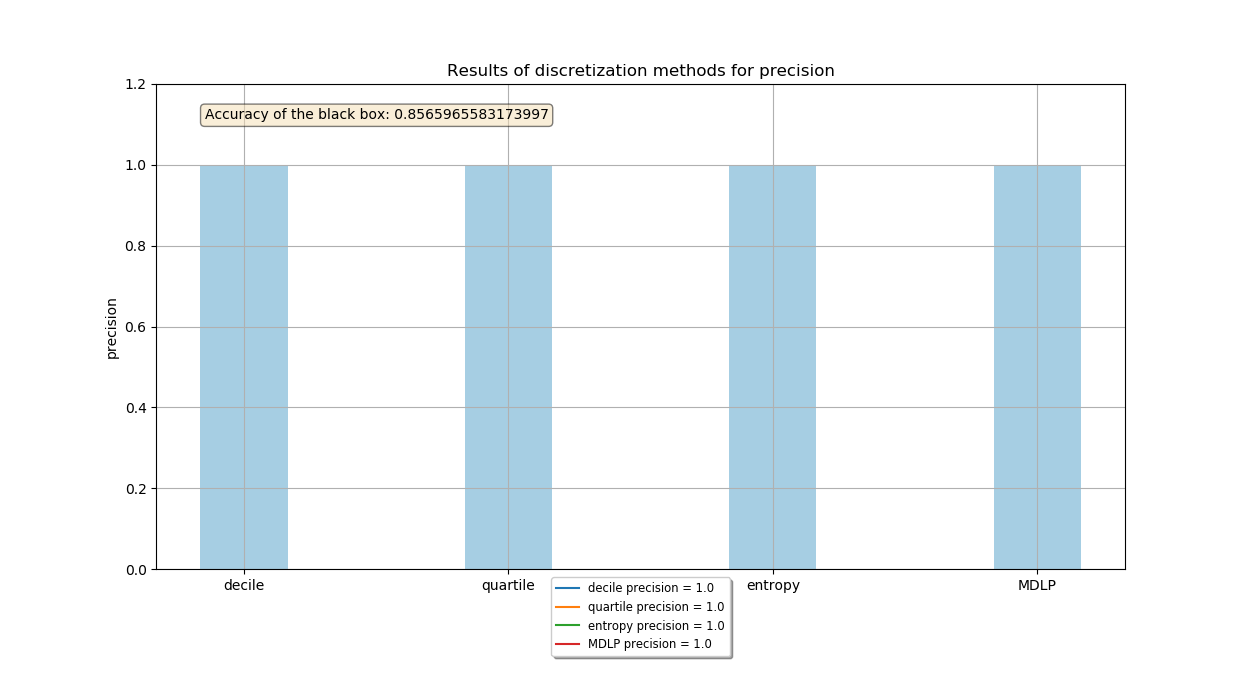 Results of discretization methods for precision
1.2
Accuracy of the black box: 0.8565965583173997
1.0
0.8
0.6
0.4
0.2
0.0
precision
decile
quartile
entropy
MDLP
decile precision = 1.0
quartile precision = 1.0
entropy precision = 1.0
MDLP precision = 1.0